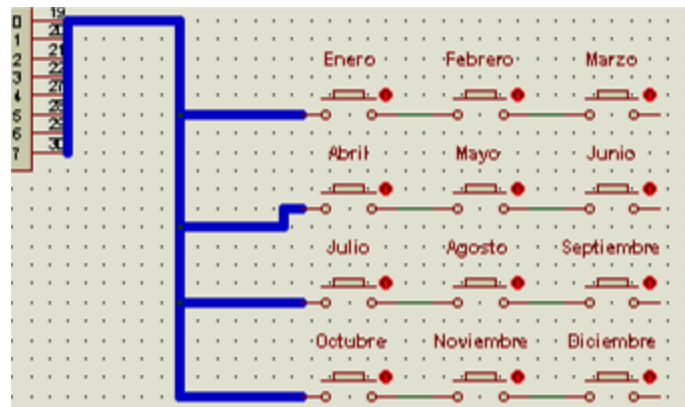 0
19
1
20
2
21
3
22
4
27
5
28
6
29
7
30
Enero
Febrero
Marzo
Abril
Mayo
Junio
Julio
Agosto
Septiembre
Octubre
Noviembre
Diciembre